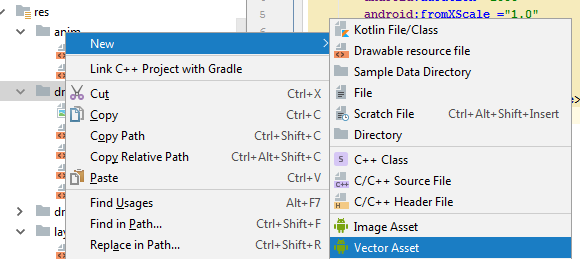 res
5
6
android:fromXScale ="1.0"
anim
New
Kotlin File/Class
Drawable resource file
Link C++ Project with Gradle
Sample Data Directory
Cut Ctrl+X
File
Copy Ctrl+C
Scratch File Ctrl+Alt+Shift+Insert
Copy Path Ctrl+Shift+C
Directory
Copy Relative Path Ctrl+Alt+Shift+C
C++ Class
Paste Ctrl+V
C/C++ Source File
Find Usages Alt+F7
C/C++ Header File
Find in Path... Ctrl+Shift+F
Image Asset
Replace in Path... Ctrl+Shift+R
Vector Asset